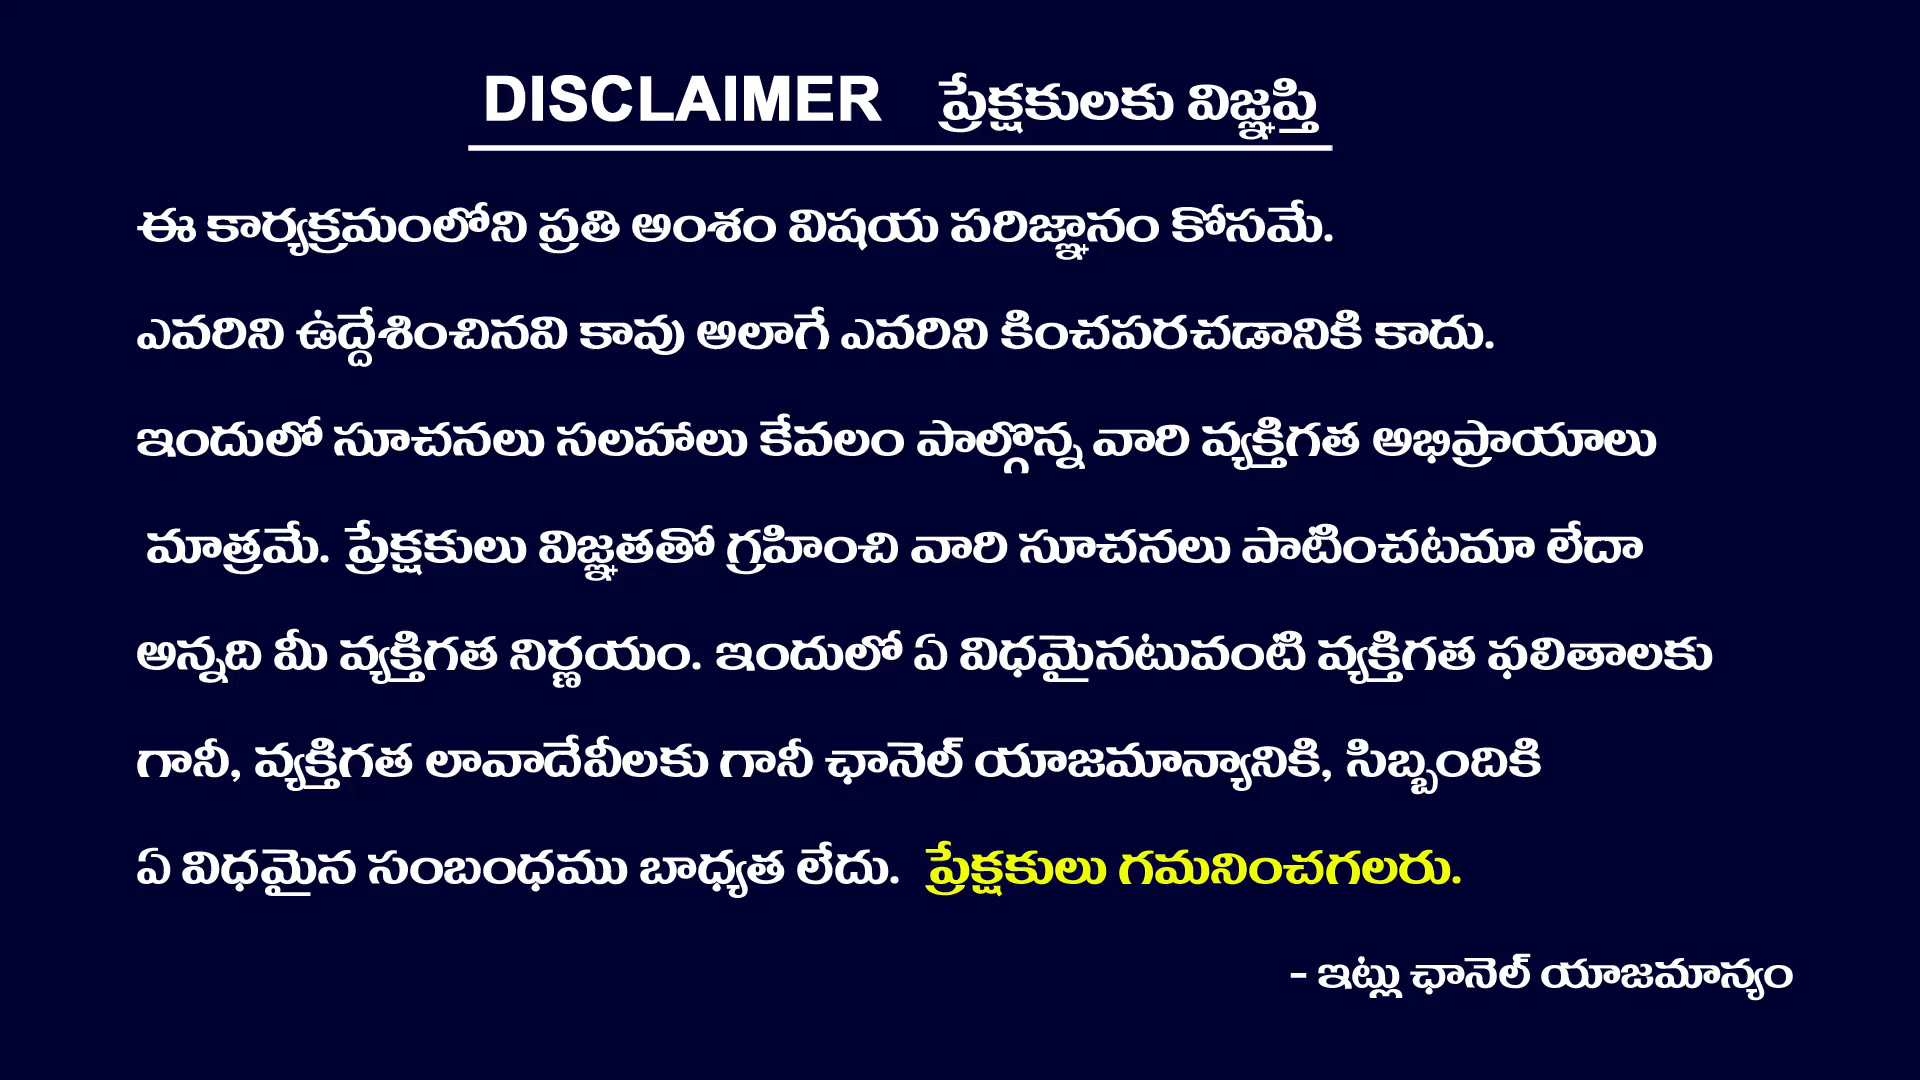 DISCLAIMER ప్రేక్షకులకు విజ్ఞప్తి
ఈ కార్యక్రమంలోని ప్రతి అంశం విషయ పరిజ్ఞానం కోసమే.
ఎవరిని ఉద్దేశించినవి కావు అలాగే ఎవరిని కించపరచడానికి కాదు.
ఇందులో సూచనలు సలహాలు కేవలం పాల్గొన్న వారి వ్యక్తిగత అభిప్రాయాలు
మాత్రమే. ప్రేక్షకులు విజ్ఞతతో గ్రహించి వారి సూచనలు పాటించటమా లేదా
అన్నది మీ వ్యక్తిగత నిర్ణయం. ఇందులో ఏ విధమైనటువంటి వ్యక్తిగత ఫలితాలకు
గానీ, వ్యక్తిగత లావాదేవీలకు గానీ ఛానెల్ యాజమాన్యానికి, సిబ్బందికి
ఏ విధమైన సంబంధము బాధ్యత లేదు. ప్రేక్షకులు గమనించగలరు.
- ఇట్లు ఛానెల్ యాజమాన్యం